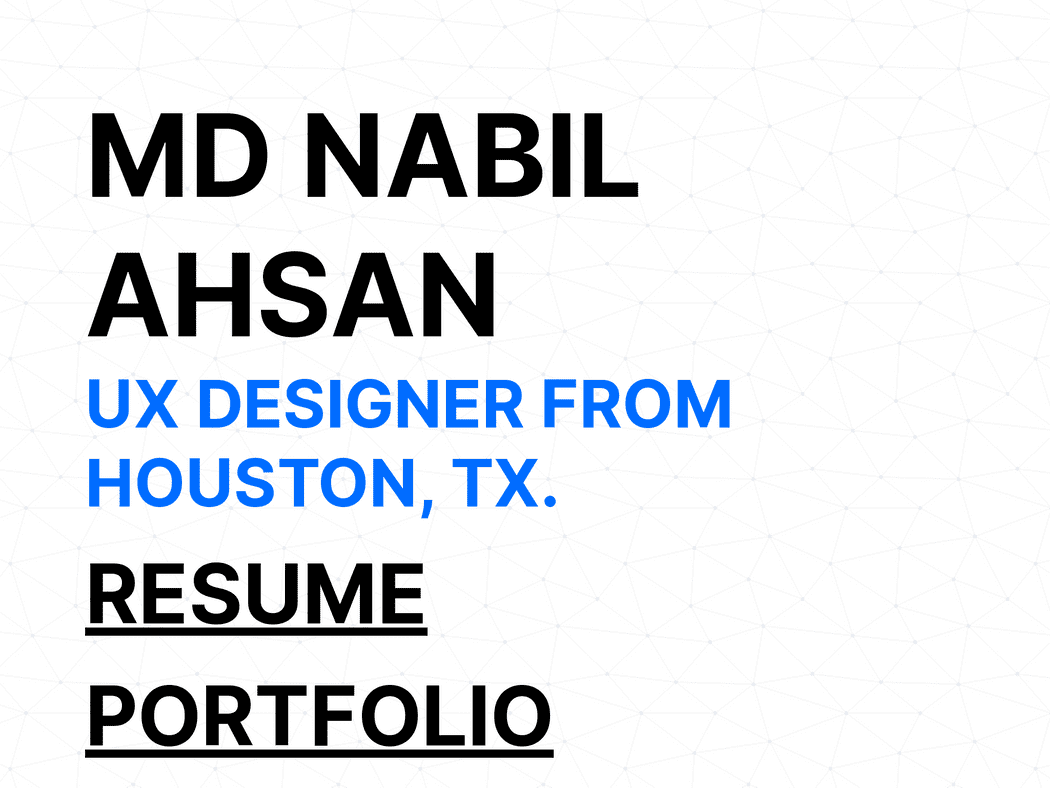 MD NABIL
AHSAN
UX DESIGNER FROM
HOUSTON, TX.
RESUME
PORTFOLIO